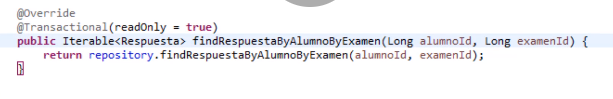 @Override
@Transactional(readOnly = true)
public Iterable<Respuesta> findRespuestaByAlumnoByExamen(Long alumnoId, Long examenId) {
    return repository.findRespuestaByAlumnoByExamen(alumnoId, examenId);
}